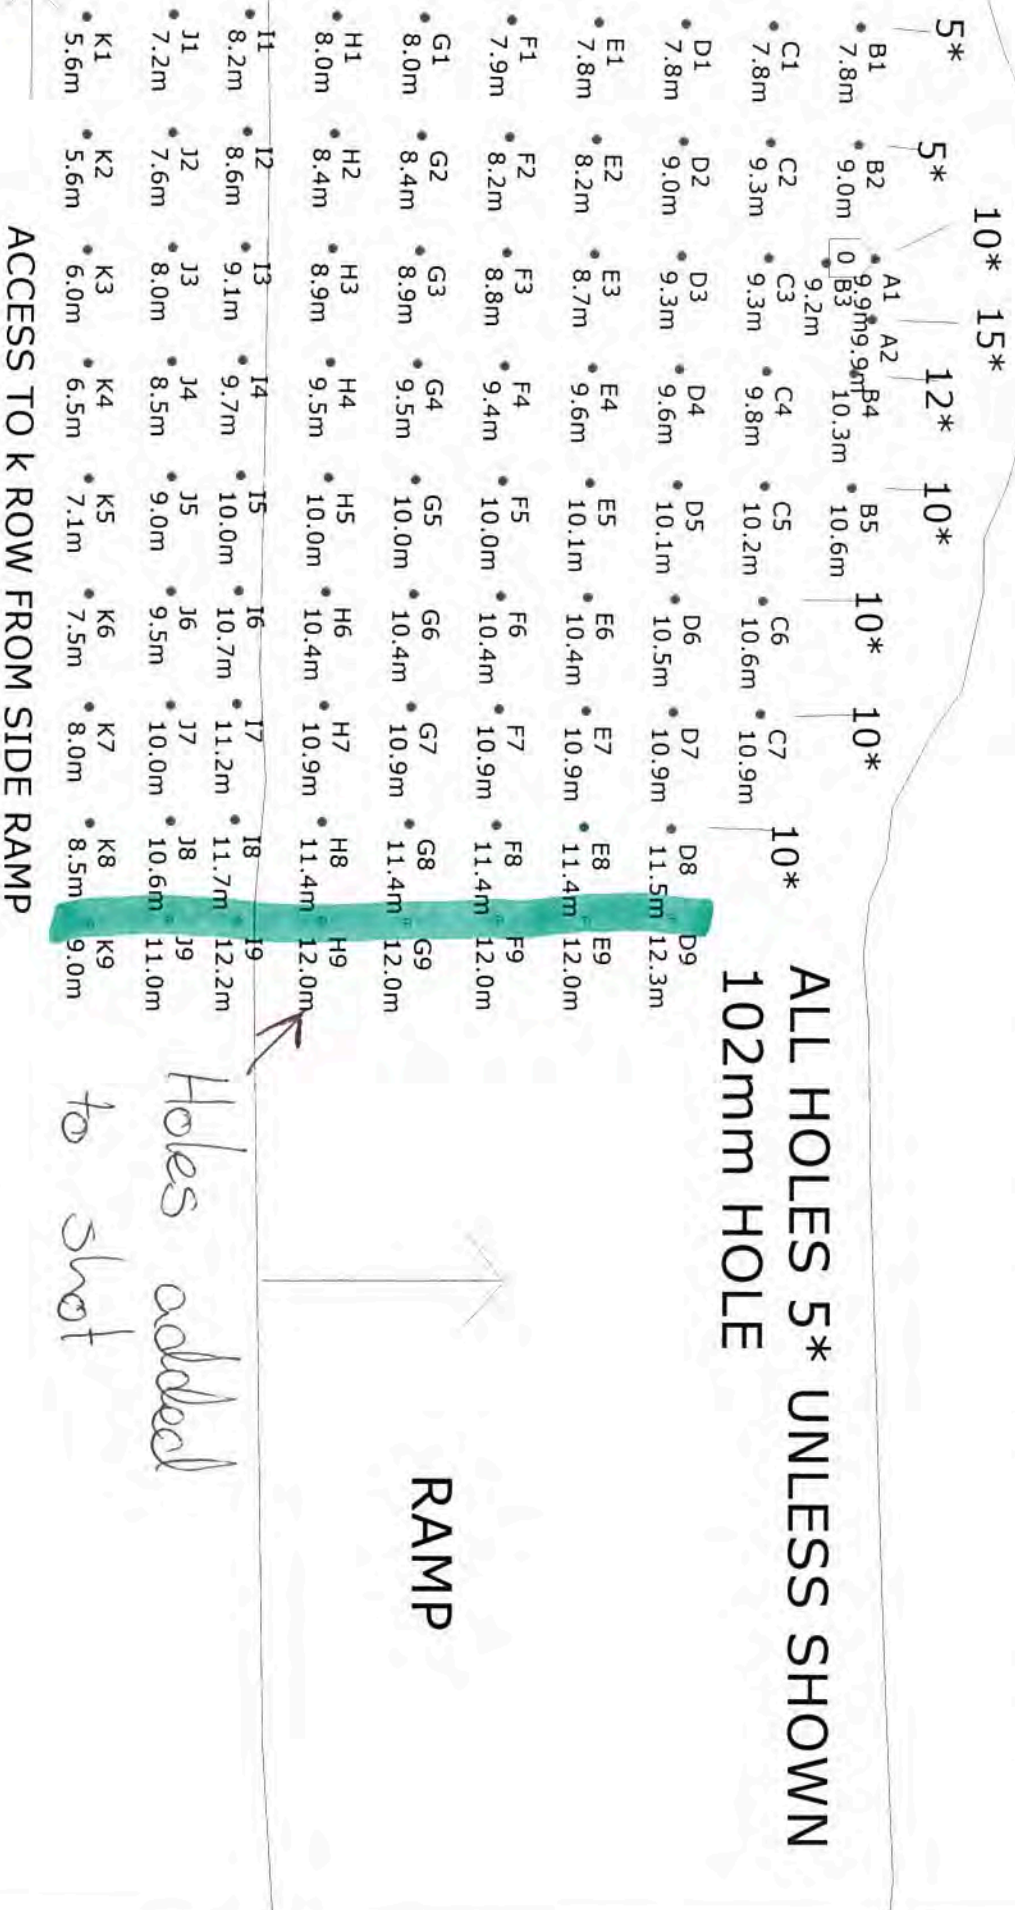 10* 15*
5* 5* 12* 10*
10* 10*
10*
A1 A2
9.9m 9.9m
0
B1 B2 B3 B4 B5
7.8m 9.0m 9.2m 10.3m 10.6m
C1 C2 C3 C4 C5 C6 C7
7.8m 9.3m 9.3m 9.8m 10.2m 10.6m 10.9m
D1 D2 D3 D4 D5 D6 D7 D8 D9
7.8m 9.0m 9.3m 9.6m 10.1m 10.5m 10.9m 11.5m 12.3m
E1 E2 E3 E4 E5 E6 E7 E8 E9
7.8m 8.2m 8.7m 9.6m 10.1m 10.4m 10.9m 11.4m 12.0m
F1 F2 F3 F4 F5 F6 F7 F8 F9
7.9m 8.2m 8.8m 9.4m 10.0m 10.4m 10.9m 11.4m 12.0m
G1 G2 G3 G4 G5 G6 G7 G8 G9
8.0m 8.4m 8.9m 9.5m 10.0m 10.4m 10.9m 11.4m 12.0m
H1 H2 H3 H4 H5 H6 H7 H8 H9
8.0m 8.4m 8.9m 9.5m 10.0m 10.4m 10.9m 11.4m 12.0m
I1 I2 I3 I4 I5 I6 I7 I8 I9
8.2m 8.6m 9.1m 9.7m 10.0m 10.7m 11.2m 11.7m 12.2m
J1 J2 J3 J4 J5 J6 J7 J8 J9
7.2m 7.6m 8.0m 8.5m 9.0m 9.5m 10.0m 10.6m 11.0m
K1 K2 K3 K4 K5 K6 K7 K8 K9
5.6m 5.6m 6.0m 6.5m 7.1m 7.5m 8.0m 8.5m 9.0m
ACCESS TO k ROW FROM SIDE RAMP
ALL HOLES 5* UNLESS SHOWN
102mm HOLE
RAMP
Holes added
to shot